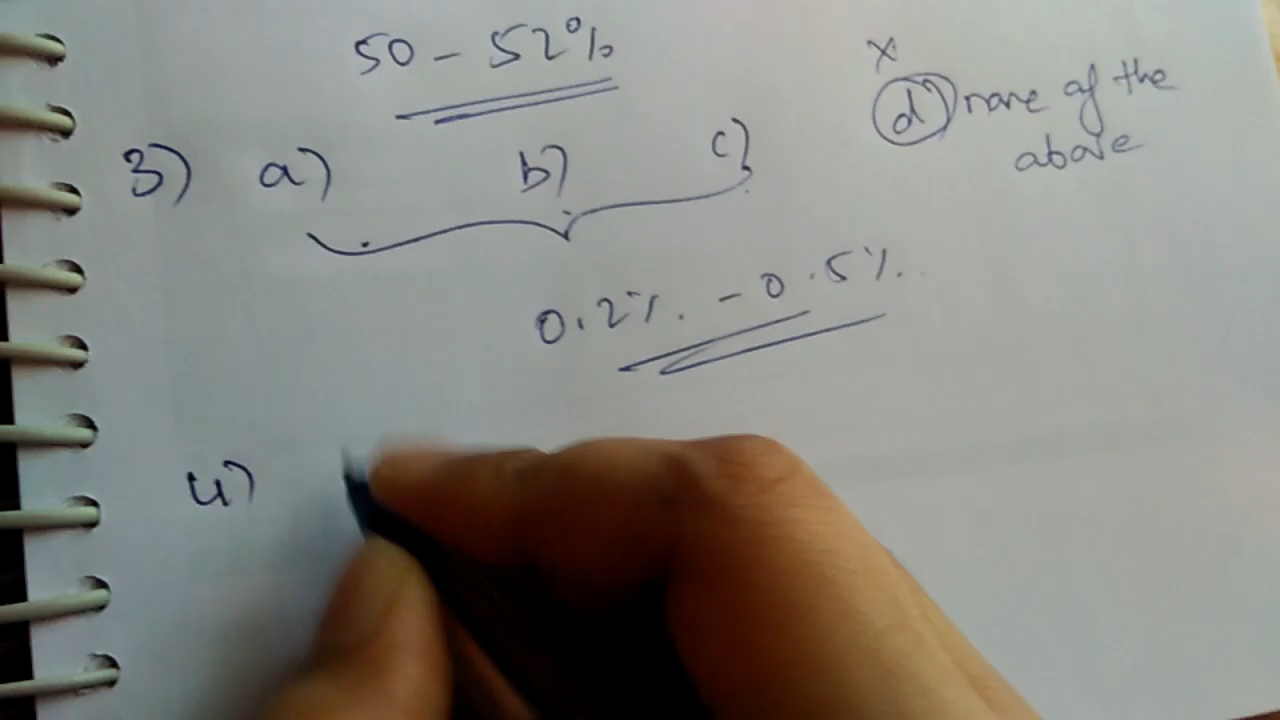 50 - 52%
x
d) none of the
above
3) a) b) c)
0.2% - 0.5%
4)